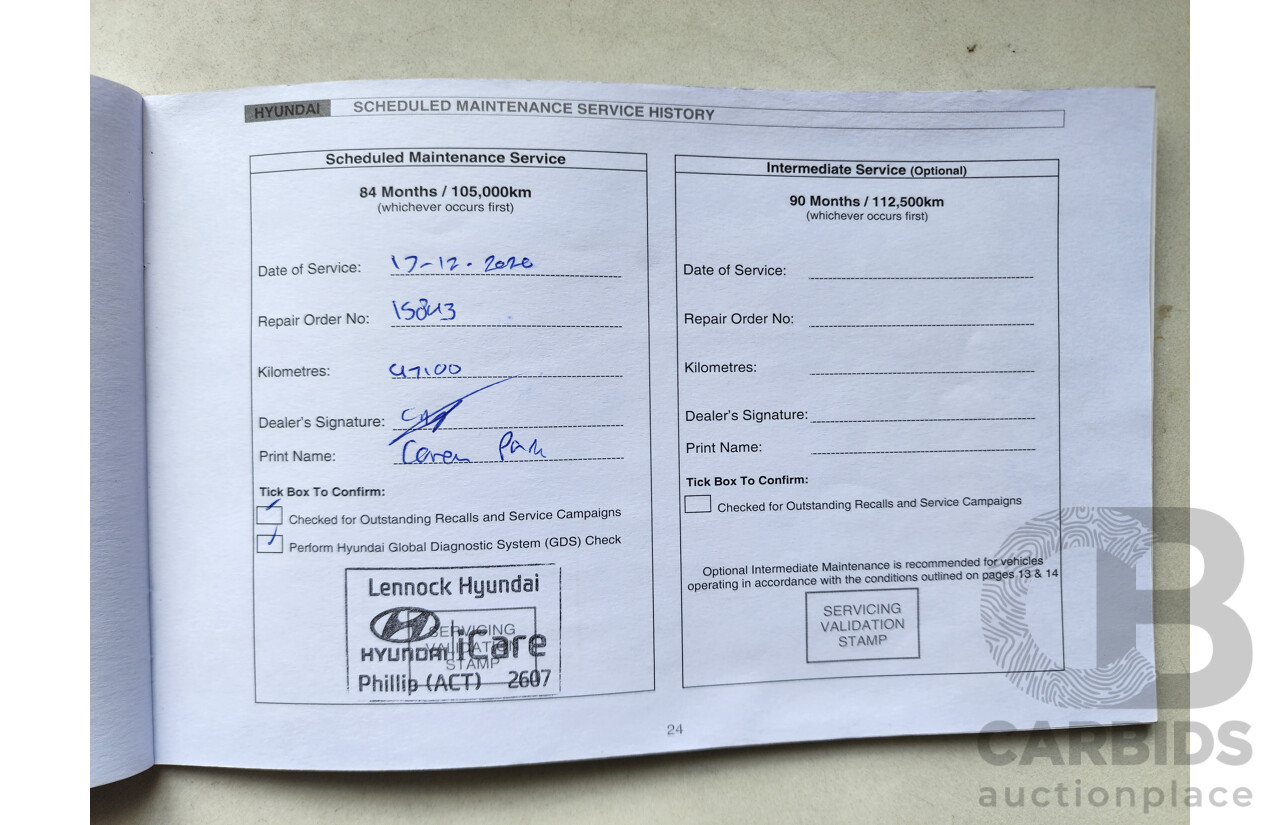 HYUNDAI SCHEDULED MAINTENANCE SERVICE HISTORY
Scheduled Maintenance Service
84 Months / 105,000km
(whichever occurs first)
Date of Service: 17-12-2020
Repair Order No: 15843
Kilometres:
Dealer's Signature:
Print Name:
Tick Box To Confirm:
Checked for Outstanding Recalls and Service Campaigns
Perform Hyundai Global Diagnostic System (GDS) Check
Lennock Hyundai
SERVICING
VALIDATION
STAMP
HYUNDAI iCare
Phillip (ACT) 2607
Intermediate Service (Optional)
90 Months / 112,500km
(whichever occurs first)
Date of Service:
Repair Order No:
Kilometres:
Dealer's Signature:
Print Name:
Tick Box To Confirm:
Checked for Outstanding Recalls and Service Campaigns
Optional Intermediate Maintenance is recommended for vehicles
operating in accordance with the conditions outlined on pages 13 & 14
SERVICING
VALIDATION
STAMP
24
CARBIDS
auctionplace